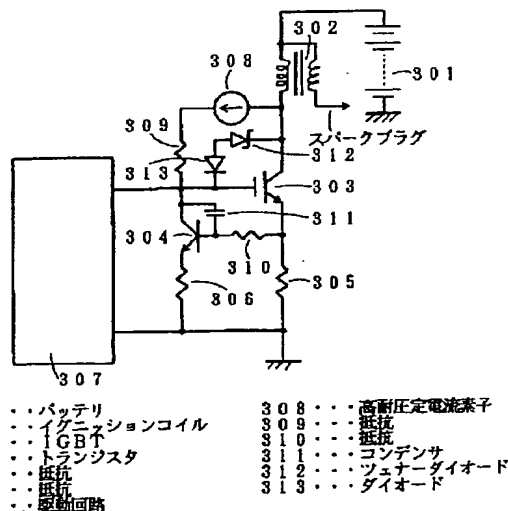 302
308
301
309
スパークプラグ
312
313
303
311
304
310
305
306
307
・・バッテリ
・・イグニッションコイル
・・IGBT
・・トランジスタ
・・抵抗
・・抵抗
・・駆動回路
308・・・高耐圧定電流素子
309・・・抵抗
310・・・抵抗
311・・・コンデンサ
312・・・ツェナーダイオード
313・・・ダイオード